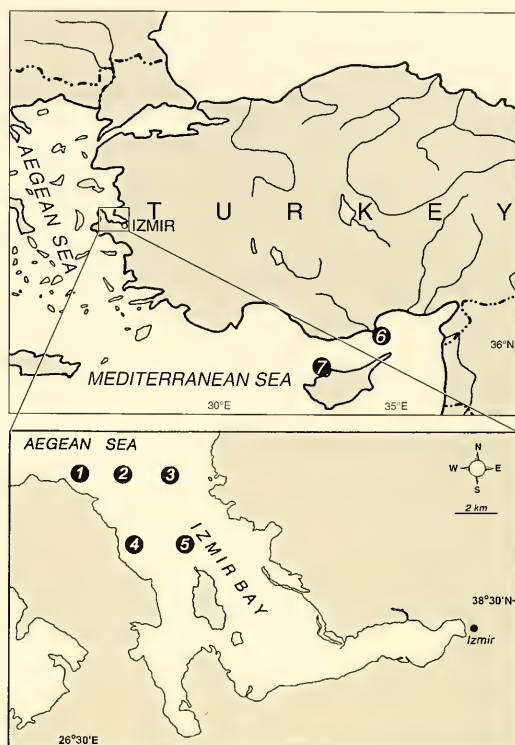 AEGEAN SEA
T U R K E Y
IZMIR
6
36°N
7
MEDITERRANEAN SEA
30°E
35°E
AEGEAN SEA
N
W E
S
1 2 3
2 km
4 5
IZMIR BAY
38°30'N
Izmir
26°30'E